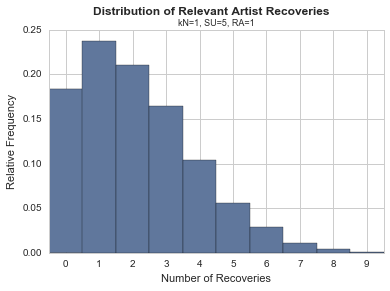 Distribution of Relevant Artist Recoveries
kN=1, SU=5, RA=1
0.25
0.20
0.15
0.10
0.05
0.00
Relative Frequency
0 1 2 3 4 5 6 7 8 9
Number of Recoveries